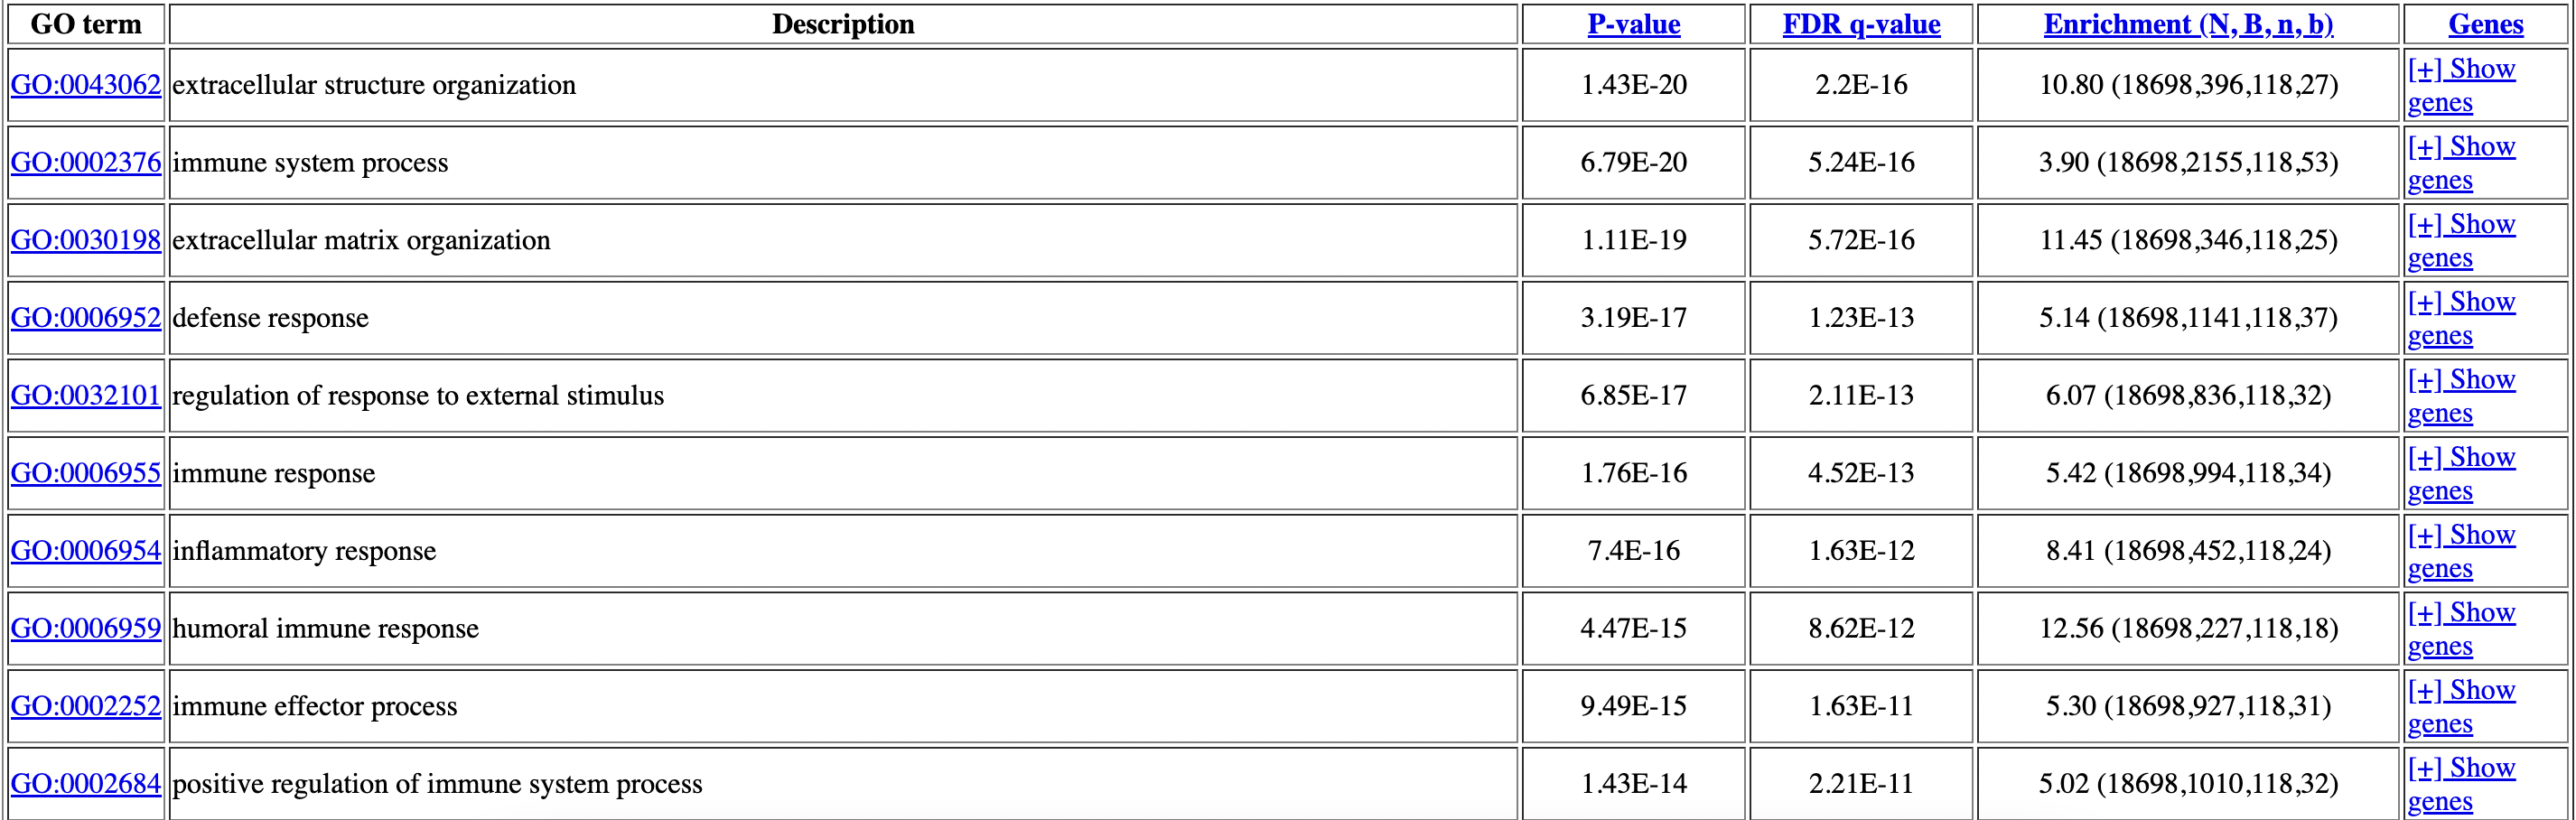 GO term Description P-value FDR q-value Enrichment (N, B, n, b) Genes
GO:0043062 extracellular structure organization 1.43E-20 2.2E-16 10.80 (18698,396,118,27) [+] Show
genes
GO:0002376 immune system process 6.79E-20 5.24E-16 3.90 (18698,2155,118,53) [+] Show
genes
GO:0030198 extracellular matrix organization 1.11E-19 5.72E-16 11.45 (18698,346,118,25) [+] Show
genes
GO:0006952 defense response 3.19E-17 1.23E-13 5.14 (18698,1141,118,37) [+] Show
genes
GO:0032101 regulation of response to external stimulus 6.85E-17 2.11E-13 6.07 (18698,836,118,32) [+] Show
genes
GO:0006955 immune response 1.76E-16 4.52E-13 5.42 (18698,994,118,34) [+] Show
genes
GO:0006954 inflammatory response 7.4E-16 1.63E-12 8.41 (18698,452,118,24) [+] Show
genes
GO:0006959 humoral immune response 4.47E-15 8.62E-12 12.56 (18698,227,118,18) [+] Show
genes
GO:0002252 immune effector process 9.49E-15 1.63E-11 5.30 (18698,927,118,31) [+] Show
genes
GO:0002684 positive regulation of immune system process 1.43E-14 2.21E-11 5.02 (18698,1010,118,32) [+] Show
genes